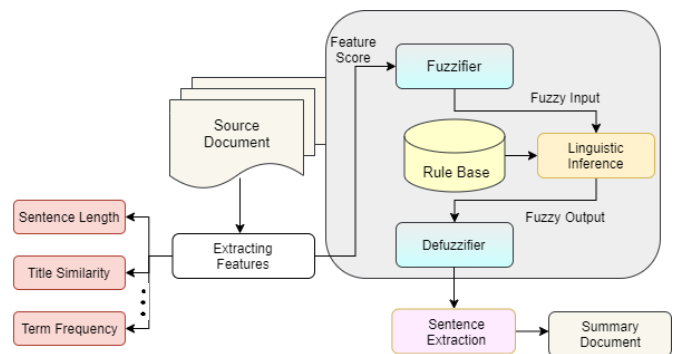 Feature
Score
Fuzzifier
Fuzzy Input
Source
Document
Rule Base
Linguistic
Inference
Sentence Length
Fuzzy Output
Extracting
Features
Defuzzifier
Title Similarity
Term Frequency
Sentence
Extraction
Summary
Document